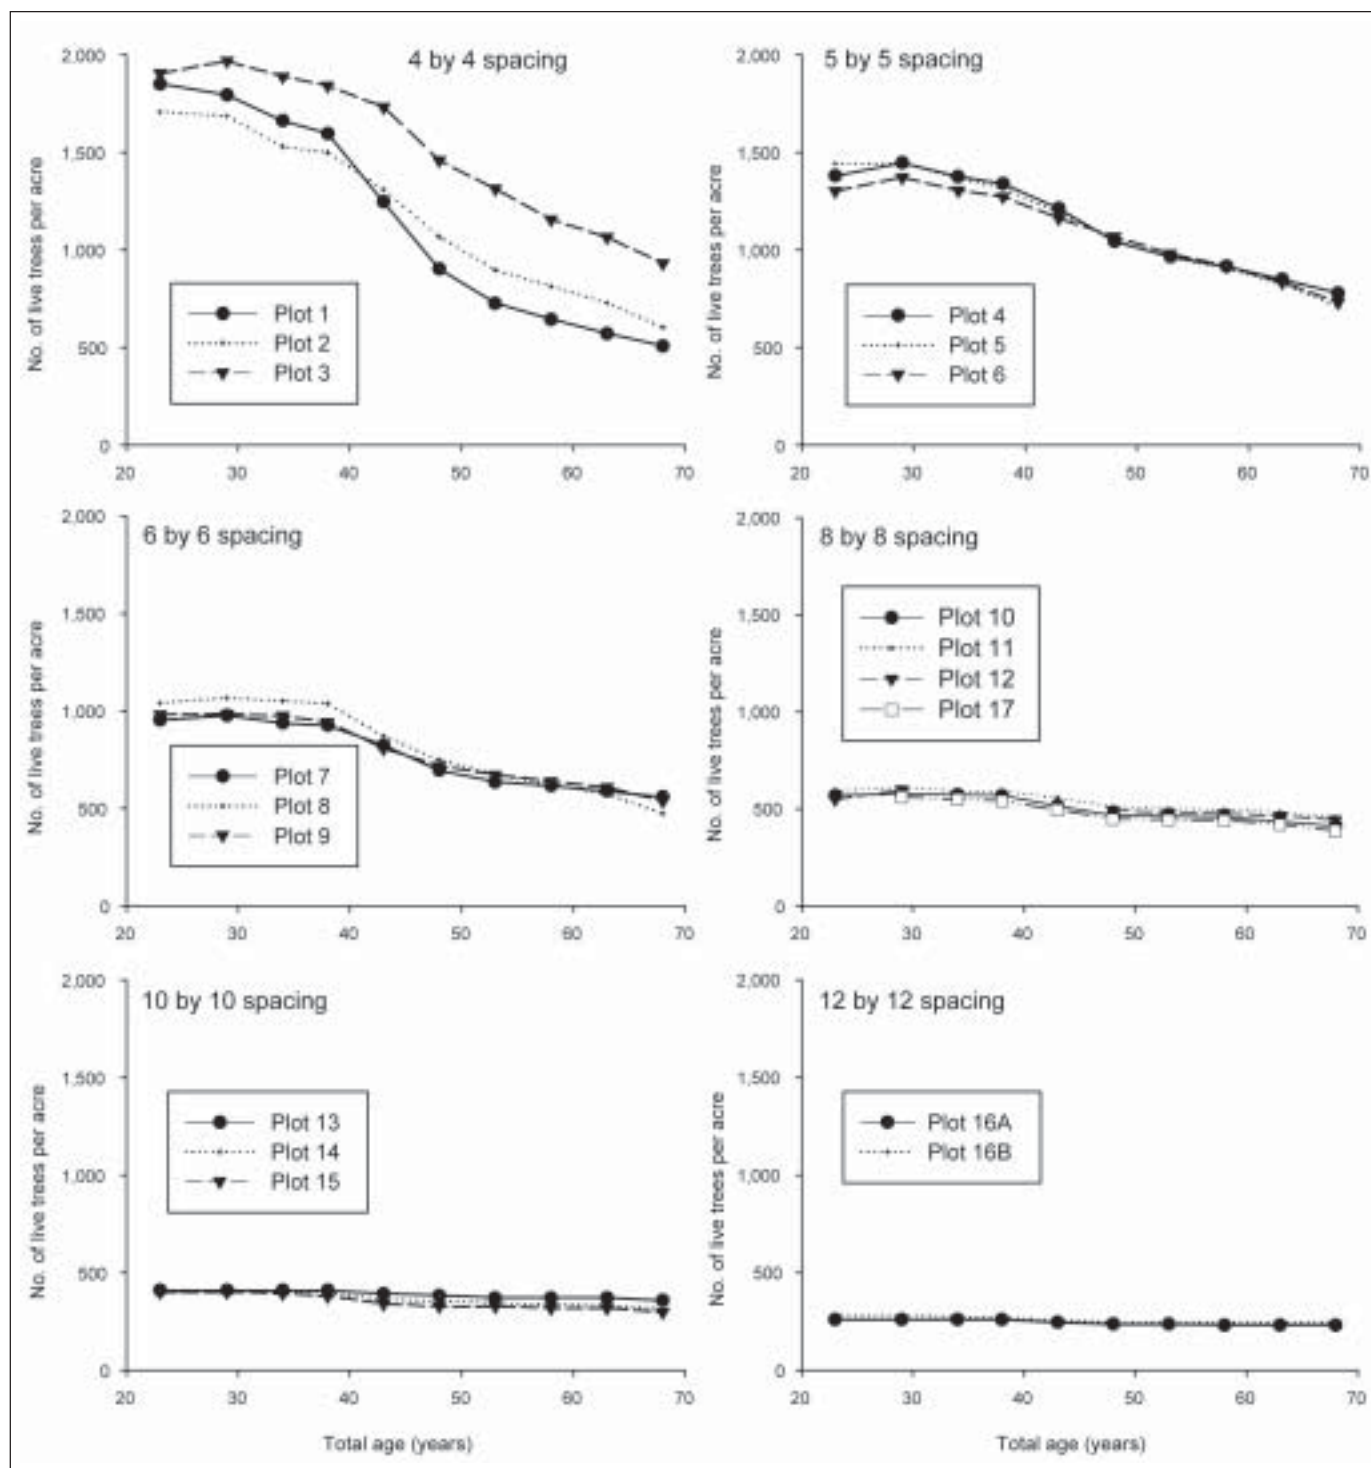 4 by 4 spacing
No. of live trees per acre
2,000
1,500
1,000
500
0
Plot 1
Plot 2
Plot 3
20 30 40 50 60 70
5 by 5 spacing
No. of live trees per acre
2,000
1,500
1,000
500
0
Plot 4
Plot 5
Plot 6
20 30 40 50 60 70
6 by 6 spacing
No. of live trees per acre
2,000
1,500
1,000
500
0
Plot 7
Plot 8
Plot 9
20 30 40 50 60 70
8 by 8 spacing
No. of live trees per acre
2,000
1,500
1,000
500
0
Plot 10
Plot 11
Plot 12
Plot 17
20 30 40 50 60 70
10 by 10 spacing
No. of live trees per acre
2,000
1,500
1,000
500
0
Plot 13
Plot 14
Plot 15
20 30 40 50 60 70
Total age (years)
12 by 12 spacing
No. of live trees per acre
2,000
1,500
1,000
500
0
Plot 16A
Plot 16B
20 30 40 50 60 70
Total age (years)